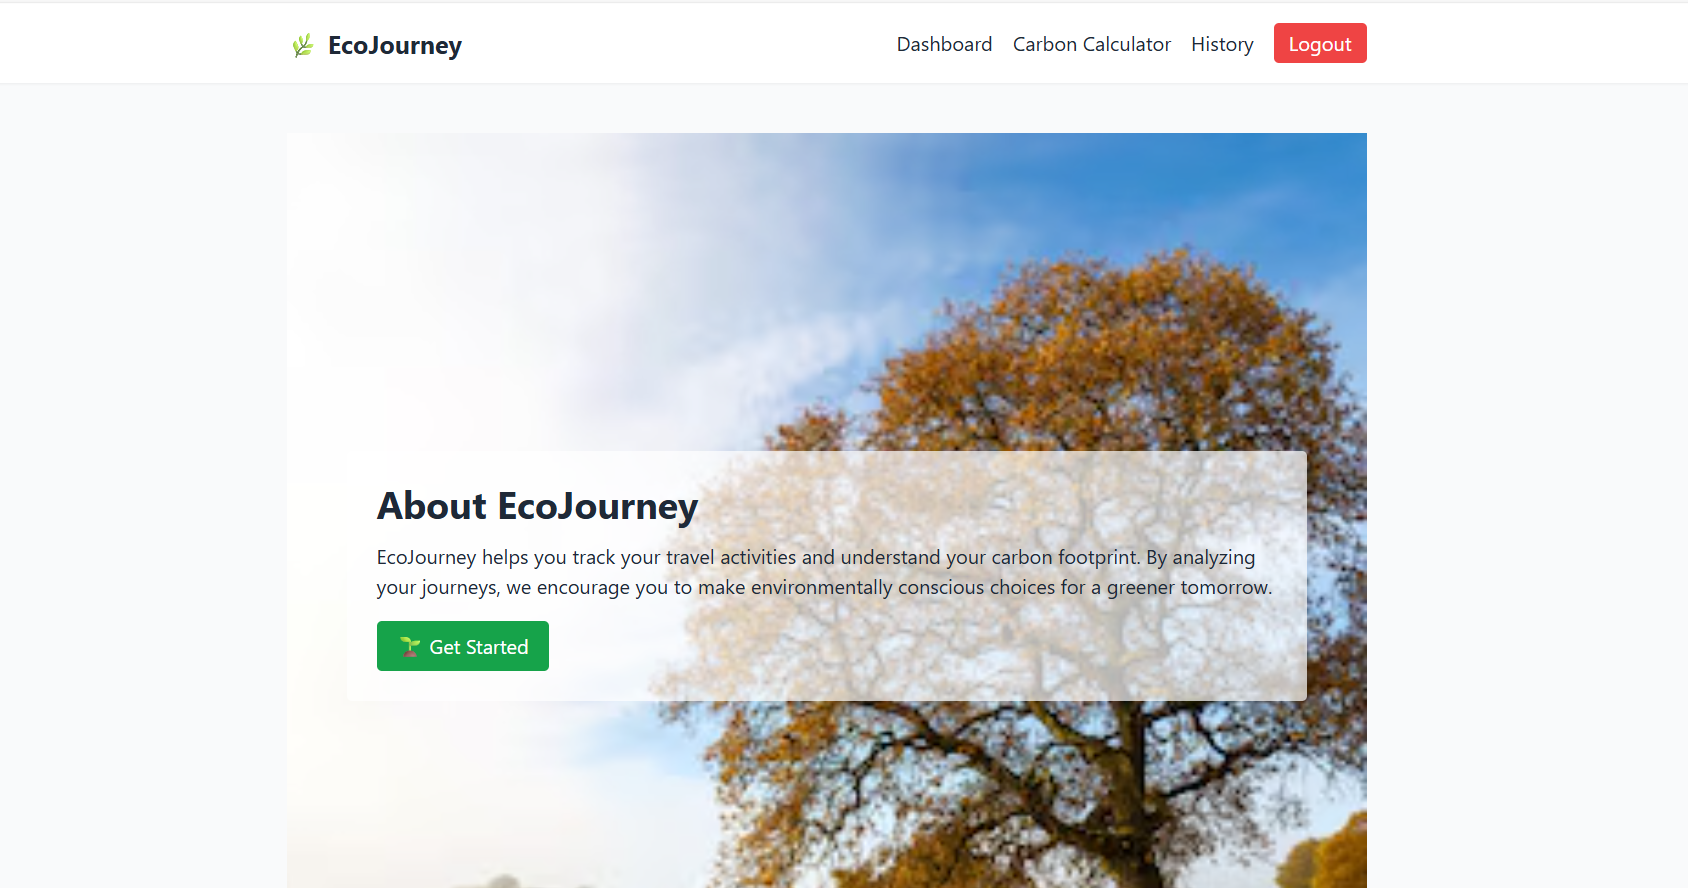 EcoJourney
Dashboard Carbon Calculator History Logout
About EcoJourney
EcoJourney helps you track your travel activities and understand your carbon footprint. By analyzing
your journeys, we encourage you to make environmentally conscious choices for a greener tomorrow.
Get Started